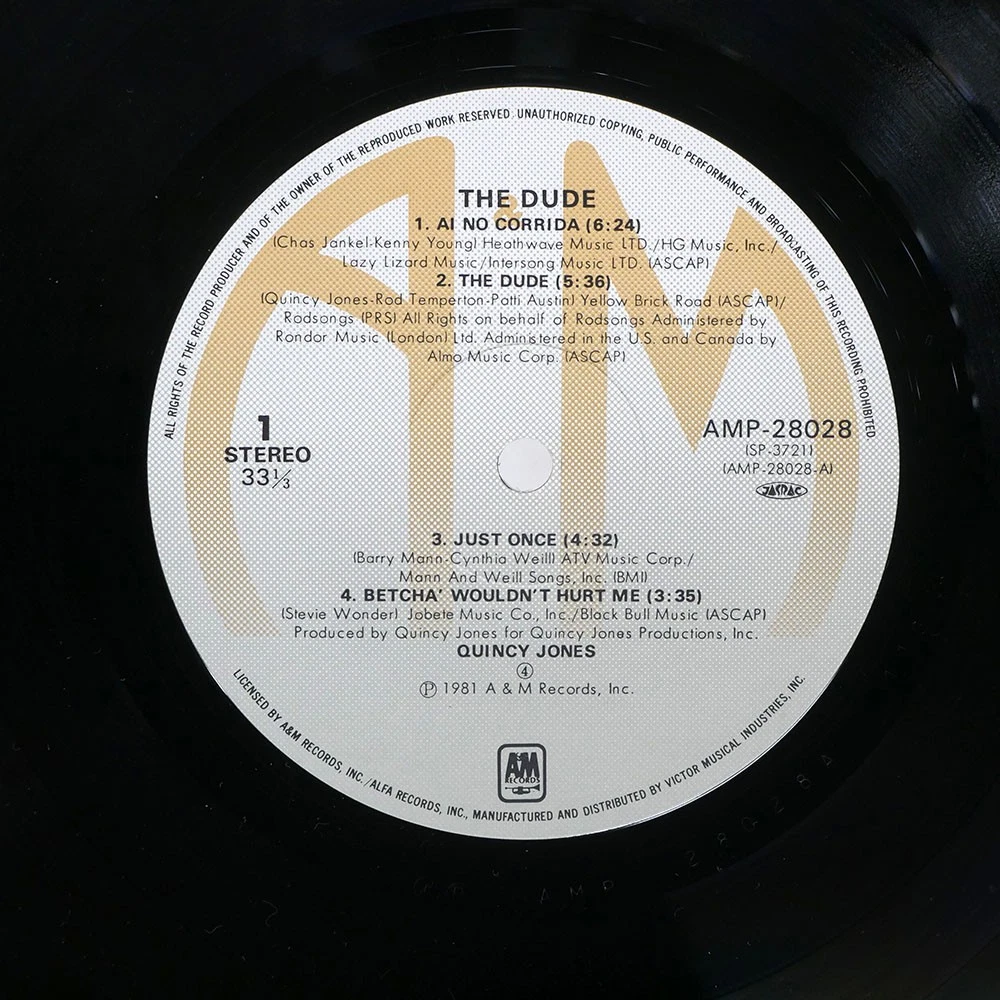 ALL RIGHTS OF THE RECORD PRODUCER AND OF THE OWNER OF THE REPRODUCED WORK RESERVED UNAUTHORIZED COPYING, PUBLIC PERFORMANCE AND BROADCASTING OF THIS RECORDING PROHIBITED
THE DUDE
1. AI NO CORRIDA (6:24)
(Chas Jankel-Kenny Young) Heathwave Music LTD./HG Music, Inc./
Lazy Lizard Music/Intersong Music LTD. (ASCAP)
2. THE DUDE (5:36)
(Quincy Jones-Rod Temperton-Patti Austin) Yellow Brick Road (ASCAP)/
Rodsongs (PRS) All Rights on behalf of Rodsongs Administered by
Rondor Music (London) Ltd. Administered in the U.S. and Canada by
Almo Music Corp. (ASCAP)
1
STEREO
33⅓
AMP-28028
(SP-3721)
(AMP-28028-A)
JASRAC
3. JUST ONCE (4:32)
(Barry Mann-Cynthia Weill) ATV Music Corp./
Mann And Weill Songs, Inc. (BMI)
4. BETCHA' WOULDN'T HURT ME (3:35)
(Stevie Wonder) Jobete Music Co., Inc./Black Bull Music (ASCAP)
Produced by Quincy Jones for Quincy Jones Productions, Inc.
QUINCY JONES
④
Ⓟ 1981 A & M Records, Inc.
A&M
RECORDS
LICENSED BY A&M RECORDS, INC./ALFA RECORDS, INC., MANUFACTURED AND DISTRIBUTED BY VICTOR MUSICAL INDUSTRIES, INC.
AMP